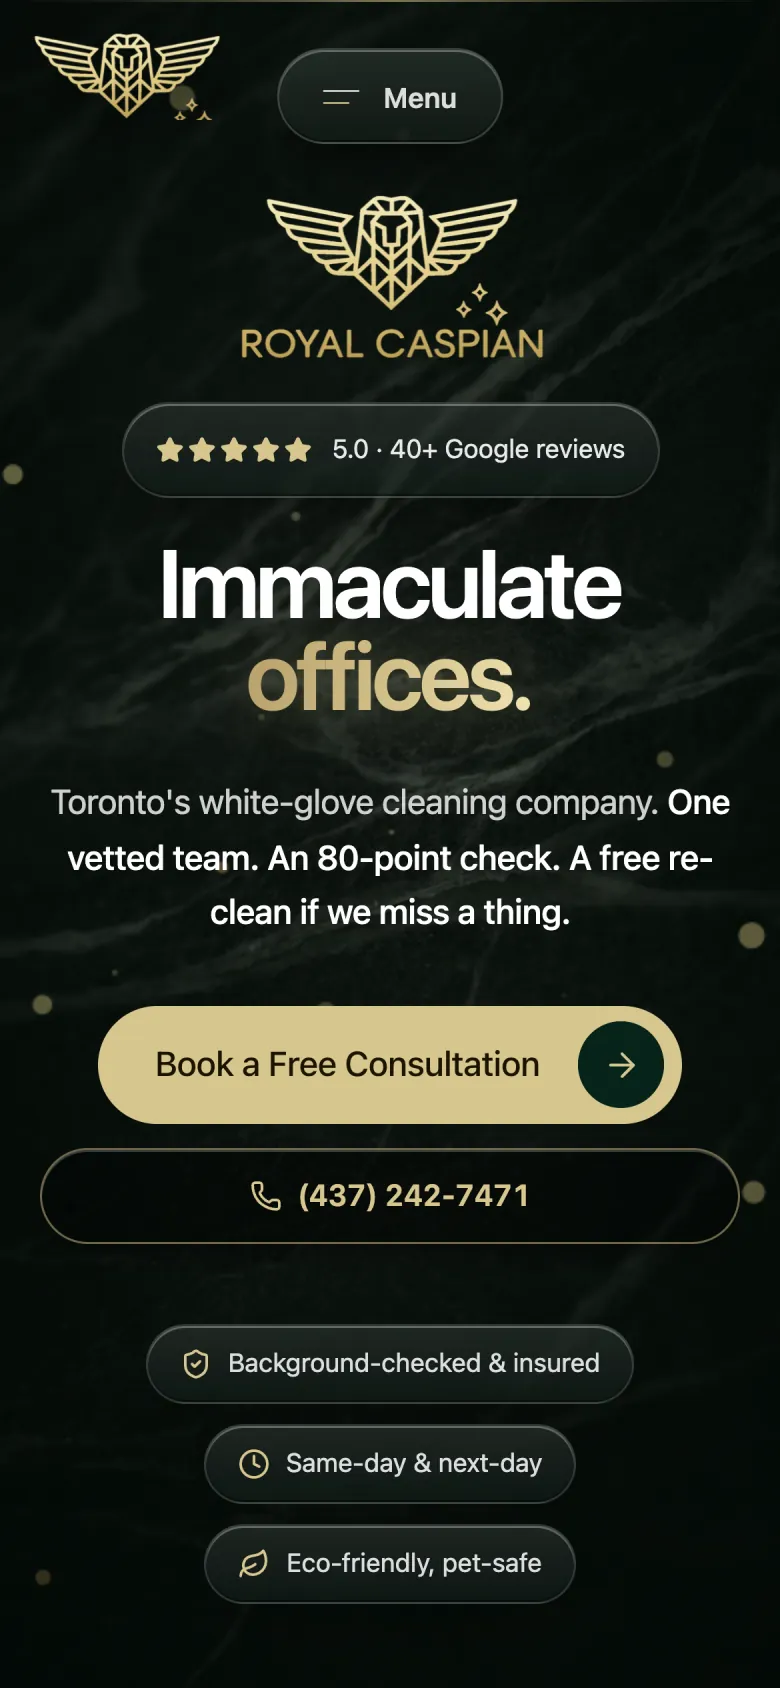 Menu
ROYAL CASPIAN
5.0 · 40+ Google reviews
Immaculate
offices.
Toronto's white-glove cleaning company. One
vetted team. An 80-point check. A free re-
clean if we miss a thing.
Book a Free Consultation
(437) 242-7471
Background-checked & insured
Same-day & next-day
Eco-friendly, pet-safe